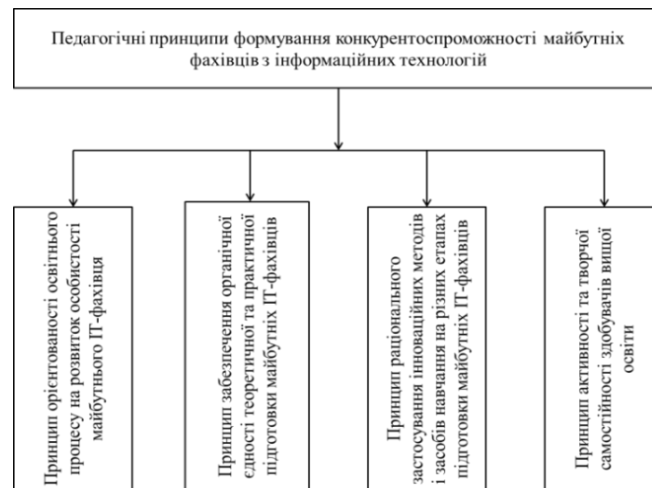 Педагогічні принципи формування конкурентоспроможності майбутніх
фахівців з інформаційних технологій
Принцип орієнтованості освітнього
процесу на розвиток особистості
майбутнього ІТ-фахівця
Принцип забезпечення органічної
єдності теоретичної та практичної
підготовки майбутніх ІТ-фахівців
Принцип раціонального
застосування інноваційних методів
і засобів навчання на різних етапах
підготовки майбутніх ІТ-фахівців
Принцип активності та творчої
самостійності здобувачів вищої
освіти